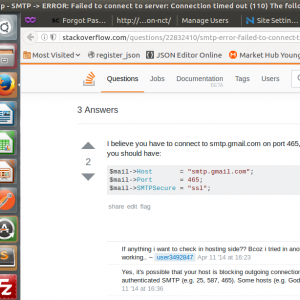 p - SMTP -> ERROR: Failed to connect to server: Connection timed out (110) The follo
Forgot Pas
http://...on-nct/
Manage Users
Site Settin
stackoverflow.com/questions/22832410/smtp-error-failed-to-connect-t
Most Visited
register_json
JSON Editor Online
Market Hub Young
Questions
Jobs
Documentation BETA
Tags
Users
3 Answers
I believe you have to connect to smtp.gmail.com on port 465,
you should have:
2
$mail->Host = "smtp.gmail.com";
$mail->Port = 465;
$mail->SMTPSecure = "ssl";
share edit flag
If anything i want to check in hosting side?? Bcoz i tried in anot
working.. – user3492847 Apr 11 '14 at 16:23
Yes, it's possible that your host is blocking outgoing connection
authenticated SMTP (e.g. 25, 587, 465). Some hosts (e.g. God
11 '14 at 16:36